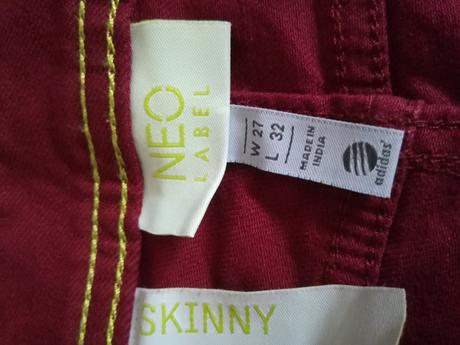 NEO
LABEL
W 27
L 32
MADE IN
INDIA
adidas
SKINNY